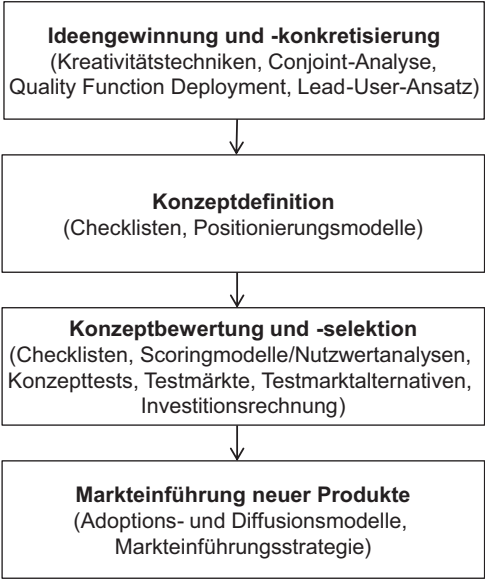 Ideengewinnung und -konkretisierung
(Kreativitätstechniken, Conjoint-Analyse,
Quality Function Deployment, Lead-User-Ansatz)
Konzeptdefinition
(Checklisten, Positionierungsmodelle)
Konzeptbewertung und -selektion
(Checklisten, Scoringmodelle/Nutzwertanalysen,
Konzepttests, Testmärkte, Testmarktalternativen,
Investitionsrechnung)
Markteinführung neuer Produkte
(Adoptions- und Diffusionsmodelle,
Markteinführungsstrategie)